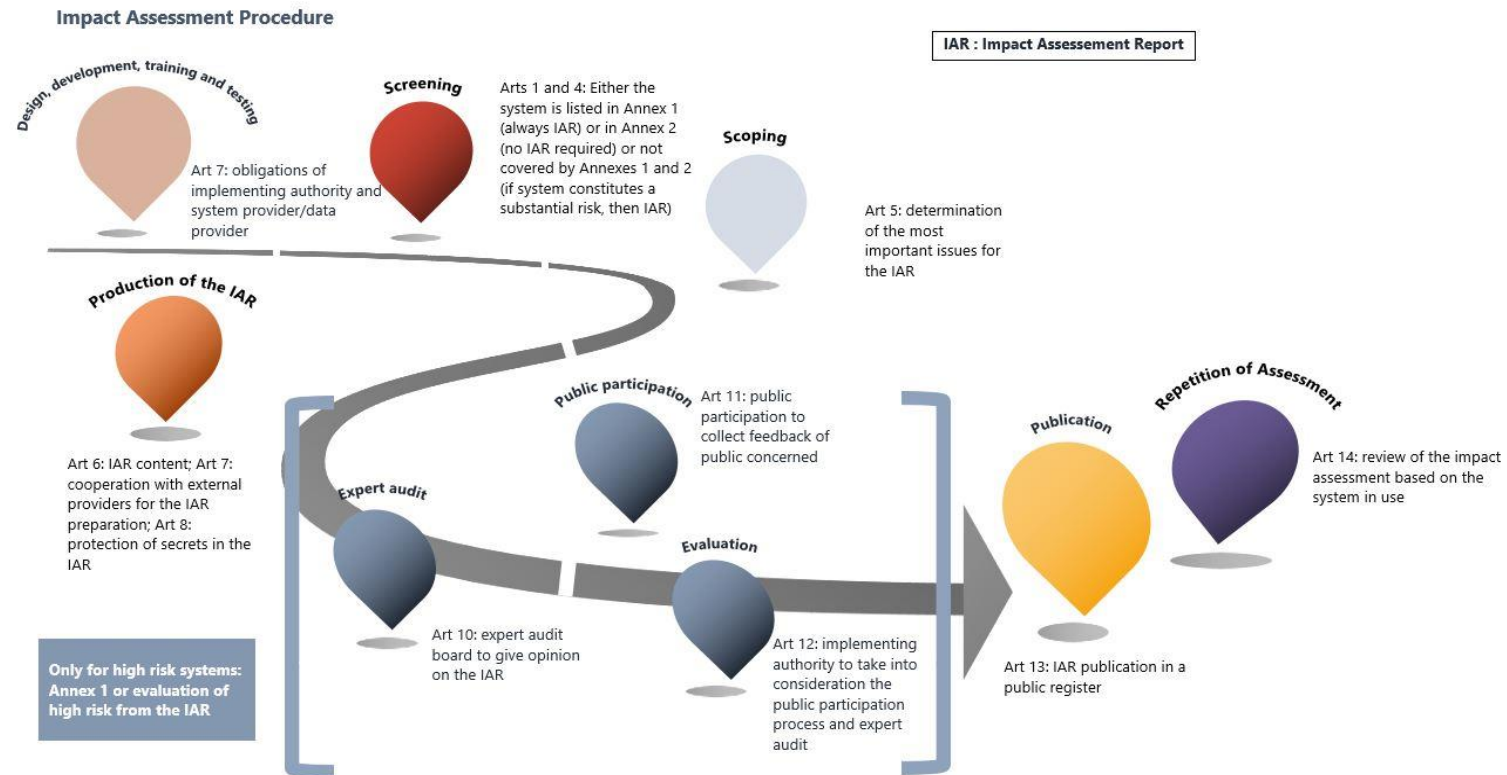 Impact Assessment Procedure
IAR : Impact Assessement Report
Design, development, training and testing
Art 7: obligations of
implementing authority and
system provider/data
provider
Screening
Arts 1 and 4: Either the
system is listed in Annex 1
(always IAR) or in Annex 2
(no IAR required) or not
covered by Annexes 1 and 2
(if system constitutes a
substantial risk, then IAR)
Scoping
Art 5: determination
of the most
important issues for
the IAR
Production of the IAR
Art 6: IAR content; Art 7:
cooperation with external
providers for the IAR
preparation; Art 8:
protection of secrets in the
IAR
Only for high risk systems:
Annex 1 or evaluation of
high risk from the IAR
Expert audit
Art 10: expert audit
board to give opinion
on the IAR
Public participation
Art 11: public
participation to
collect feedback of
public concerned
Evaluation
Art 12: implementing
authority to take into
consideration the
public participation
process and expert
audit
Publication
Art 13: IAR publication in a
public register
Repetition of Assessment
Art 14: review of the impact
assessment based on the
system in use